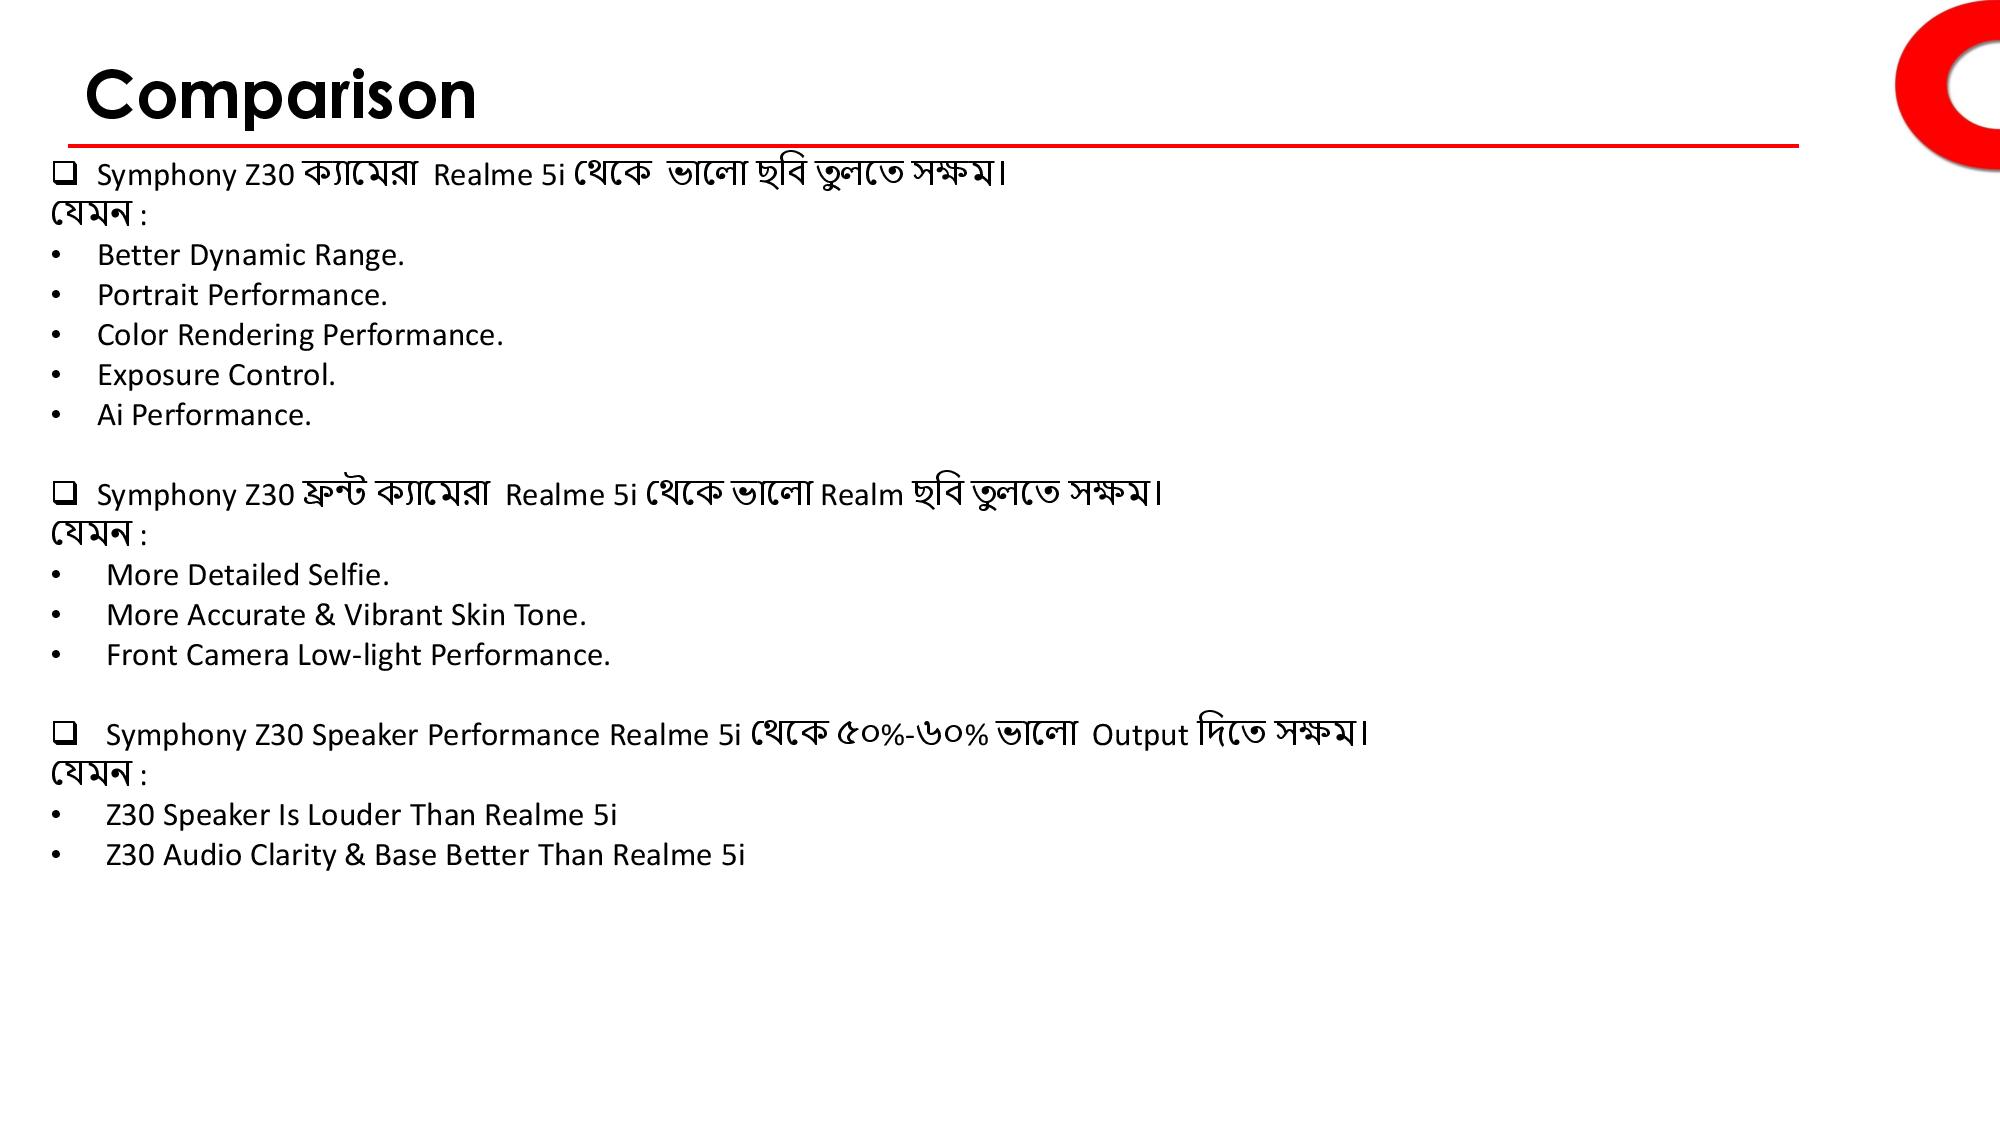 Comparison
❑ Symphony Z30 ক্যামেরা Realme 5i থেকে ভালো ছবি তুলতে সক্ষম।
যেমন :
• Better Dynamic Range.
• Portrait Performance.
• Color Rendering Performance.
• Exposure Control.
• Ai Performance.
❑ Symphony Z30 ফ্রন্ট ক্যামেরা Realme 5i থেকে ভালো Realm ছবি তুলতে সক্ষম।
যেমন :
• More Detailed Selfie.
• More Accurate & Vibrant Skin Tone.
• Front Camera Low-light Performance.
❑ Symphony Z30 Speaker Performance Realme 5i থেকে ৫০%-৬০% ভালো Output দিতে সক্ষম।
যেমন :
• Z30 Speaker Is Louder Than Realme 5i
• Z30 Audio Clarity & Base Better Than Realme 5i